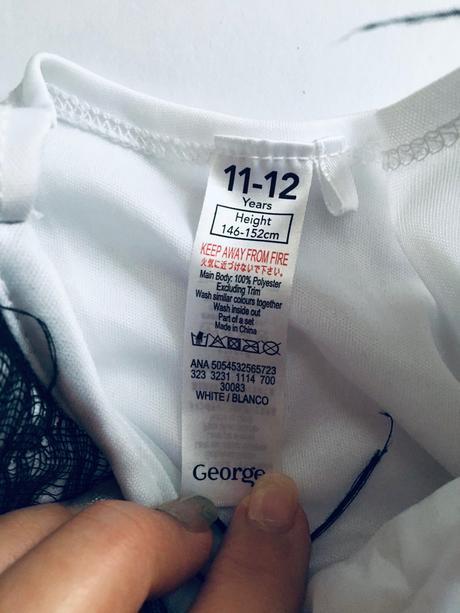 11-12
Years
Height
146-152cm
KEEP AWAY FROM FIRE
火気に近づけないで下さい。
Main Body: 100% Polyester
Excluding Trim
Wash similar colours together
Wash inside out
Part of a set
Made in China
ANA 5054532565723
323 3231 1114 700
30083
WHITE / BLANCO
George